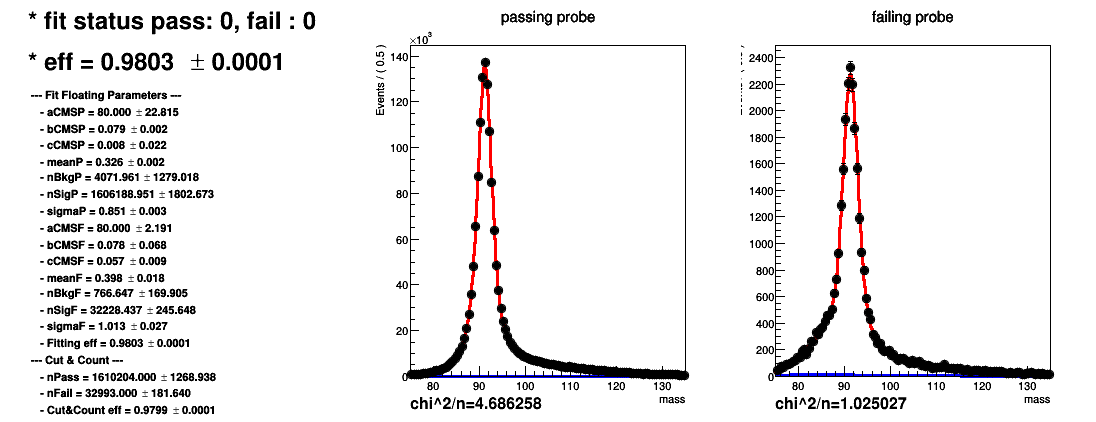 * fit status pass: 0, fail : 0
* eff = 0.9803 ± 0.0001
--- Fit Floating Parameters ---
- aCMSP = 80.000 ± 22.815
- bCMSP = 0.079 ± 0.002
- cCMSP = 0.008 ± 0.022
- meanP = 0.326 ± 0.002
- nBkgP = 4071.961 ± 1279.018
- nSigP = 1606188.951 ± 1802.673
- sigmaP = 0.851 ± 0.003
- aCMSF = 80.000 ± 2.191
- bCMSF = 0.078 ± 0.068
- cCMSF = 0.057 ± 0.009
- meanF = 0.398 ± 0.018
- nBkgF = 766.647 ± 169.905
- nSigF = 32228.437 ± 245.648
- sigmaF = 1.013 ± 0.027
- Fitting eff = 0.9803 ± 0.0001
--- Cut & Count ---
- nPass = 1610204.000 ± 1268.938
- nFail = 32993.000 ± 181.640
- Cut&Count eff = 0.9799 ± 0.0001
passing probe
×10³
Events / ( 0.5 )
140
120
100
80
60
40
20
0
80 90 100 110 120 130
mass
chi^2/n=4.686258
failing probe
2400
2200
2000
1800
1600
1400
1200
1000
800
600
400
200
0
80 90 100 110 120 130
mass
chi^2/n=1.025027